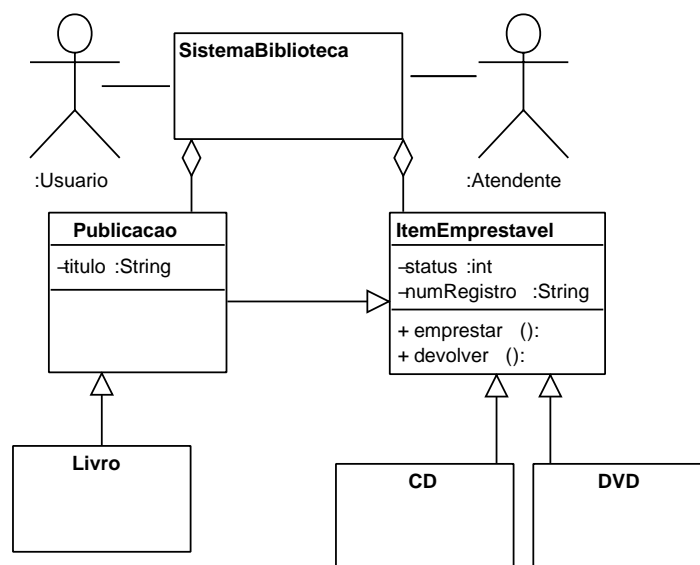 SistemaBiblioteca
:Usuario
:Atendente
Publicacao
–titulo :String
ItemEmprestavel
–status :int
–numRegistro :String
+ emprestar ():
+ devolver ():
Livro
CD
DVD